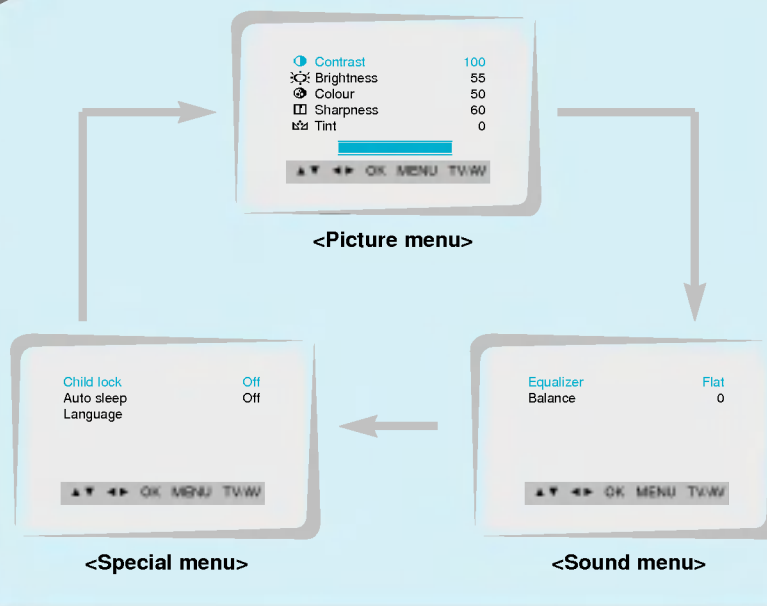 Contrast 100
Brightness 55
Colour 50
Sharpness 60
Tint 0
▲▼ ◄► OK MENU TV/AV
<Picture menu>
Child lock Off
Auto sleep Off
Language
▲▼ ◄► OK MENU TV/AV
<Special menu>
Equalizer Flat
Balance 0
▲▼ ◄► OK MENU TV/AV
<Sound menu>